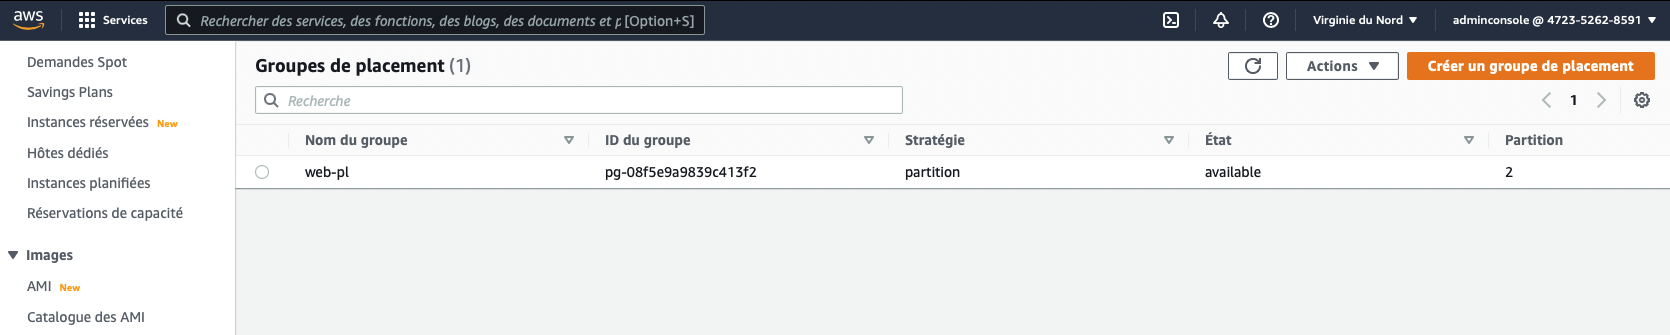 aws Services Rechercher des services, des fonctions, des blogs, des documents et p [Option+S] Virginie du Nord adminconsole @ 4723-5262-8591
Demandes Spot
Savings Plans
Instances réservées New
Hôtes dédiés
Instances planifiées
Réservations de capacité
Images
AMI New
Catalogue des AMI
Groupes de placement (1)
Actions
Créer un groupe de placement
Recherche
1
Nom du groupe ID du groupe Stratégie État Partition
web-pl pg-08f5e9a9839c413f2 partition available 2